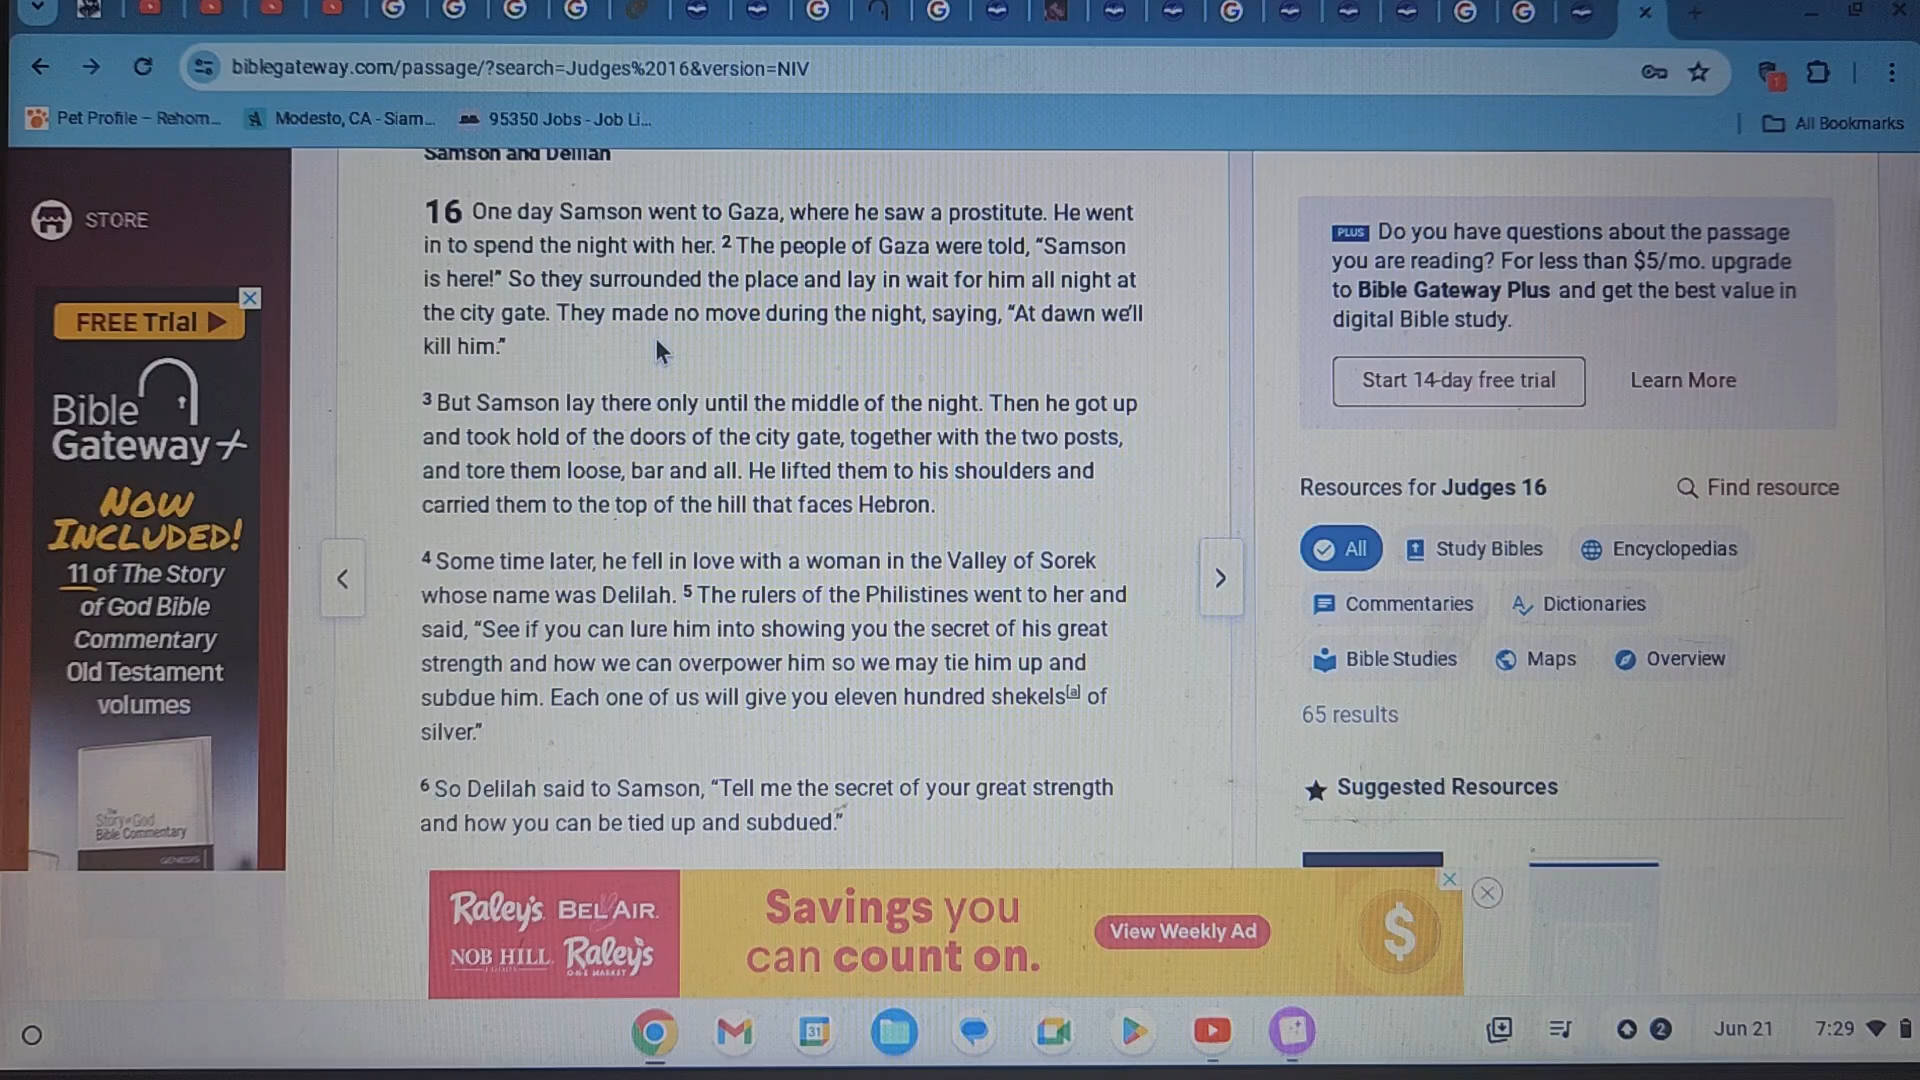 biblegateway.com/passage/?search=Judges%2016&version=NIV
Pet Profile – Rehom...
Modesto, CA - Siam...
95350 Jobs - Job Li...
All Bookmarks
STORE
FREE Trial
Bible
Gateway+
NOW
INCLUDED!
11 of The Story
of God Bible
Commentary
Old Testament
volumes
The
Story of God
Bible Commentary
GENESIS
Samson and Delilah
16 One day Samson went to Gaza, where he saw a prostitute. He went
in to spend the night with her. 2 The people of Gaza were told, “Samson
is here!” So they surrounded the place and lay in wait for him all night at
the city gate. They made no move during the night, saying, “At dawn we’ll
kill him.”
3 But Samson lay there only until the middle of the night. Then he got up
and took hold of the doors of the city gate, together with the two posts,
and tore them loose, bar and all. He lifted them to his shoulders and
carried them to the top of the hill that faces Hebron.
4 Some time later, he fell in love with a woman in the Valley of Sorek
whose name was Delilah. 5 The rulers of the Philistines went to her and
said, “See if you can lure him into showing you the secret of his great
strength and how we can overpower him so we may tie him up and
subdue him. Each one of us will give you eleven hundred shekels[a] of
silver.”
6 So Delilah said to Samson, “Tell me the secret of your great strength
and how you can be tied up and subdued.”
PLUS Do you have questions about the passage
you are reading? For less than $5/mo. upgrade
to Bible Gateway Plus and get the best value in
digital Bible study.
Start 14-day free trial
Learn More
Resources for Judges 16
Find resource
All
Study Bibles
Encyclopedias
Commentaries
Dictionaries
Bible Studies
Maps
Overview
65 results
Suggested Resources
Raley's BEL AIR.
NOB HILL Raley's
FOODS ONE MARKET
Savings you
can count on.
View Weekly Ad
$
31
2
Jun 21
7:29